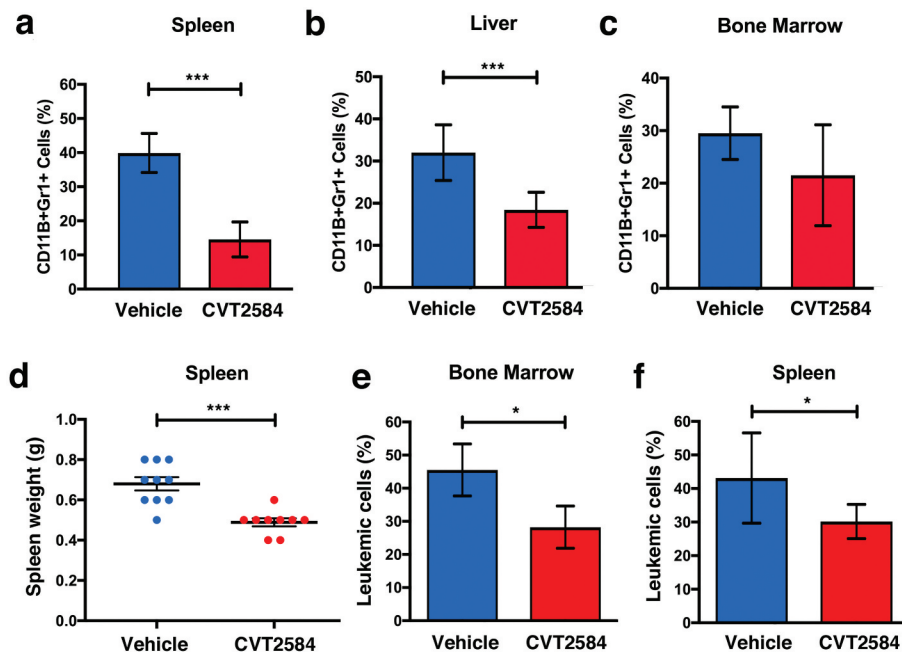 a
Spleen
CD11B+Gr1+ Cells (%)
60
50
40
30
20
10
0
***
Vehicle
CVT2584
b
Liver
CD11B+Gr1+ Cells (%)
50
40
30
20
10
0
***
Vehicle
CVT2584
c
Bone Marrow
CD11B+Gr1+ Cells (%)
40
30
20
10
0
Vehicle
CVT2584
d
Spleen
Spleen weight (g)
1.0
0.8
0.6
0.4
0.2
0.0
***
Vehicle
CVT2584
e
Bone Marrow
Leukemic cells (%)
60
50
40
30
20
10
0
*
Vehicle
CVT2584
f
Spleen
Leukemic cells (%)
60
50
40
30
20
10
0
*
Vehicle
CVT2584